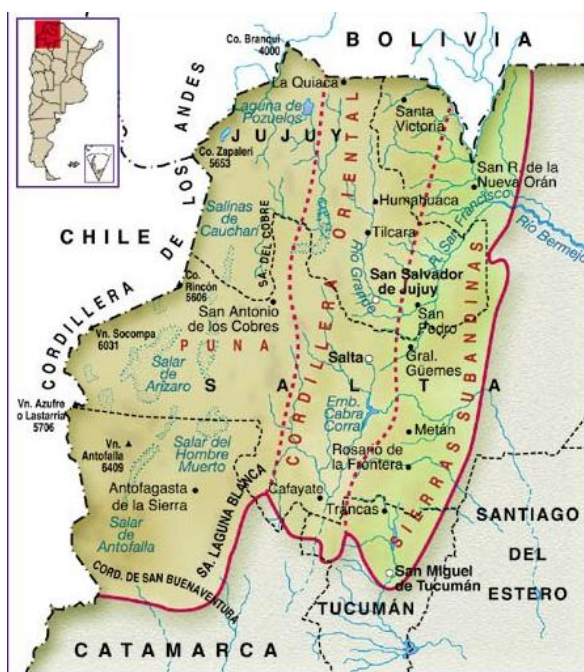 BOLIVIA
Co. Branqui
4000
La Quiaca
Laguna de
Pozuelos
Santa
Victoria
JUJUY
Co. Zapaleri
5653
San R. de la
Nueva Orán
CORDILLERA DE LOS ANDES
Humahuaca
R. San Francisco
Salinas de
Cauchari
Río Bermejo
Tilcara
SA. DEL COBRE
CHILE
Río Grande
San Salvador
de Jujuy
Co.
Rincón
5606
San Antonio
de los Cobres
San
Pedro
Vn. Socompa
6031
PUNA
CORDILLERA ORIENTAL
SIERRAS SUBANDINAS
Gral.
Güemes
Salta
Salar
de
Arizaro
SALTA
Emb.
Cabra
Corral
Vn. Azufre
o Lastarria
5706
Metán
Vn.
Antofalla
6409
Salar del
Hombre
Muerto
Rosario de
la Frontera
Antofagasta
de la Sierra
SA. LAGUNA BLANCA
Cafayate
Trancas
SANTIAGO
DEL
ESTERO
Salar
de
Antofalla
CORD. DE SAN BUENAVENTURA
San Miguel
de Tucumán
TUCUMÁN
CATAMARCA